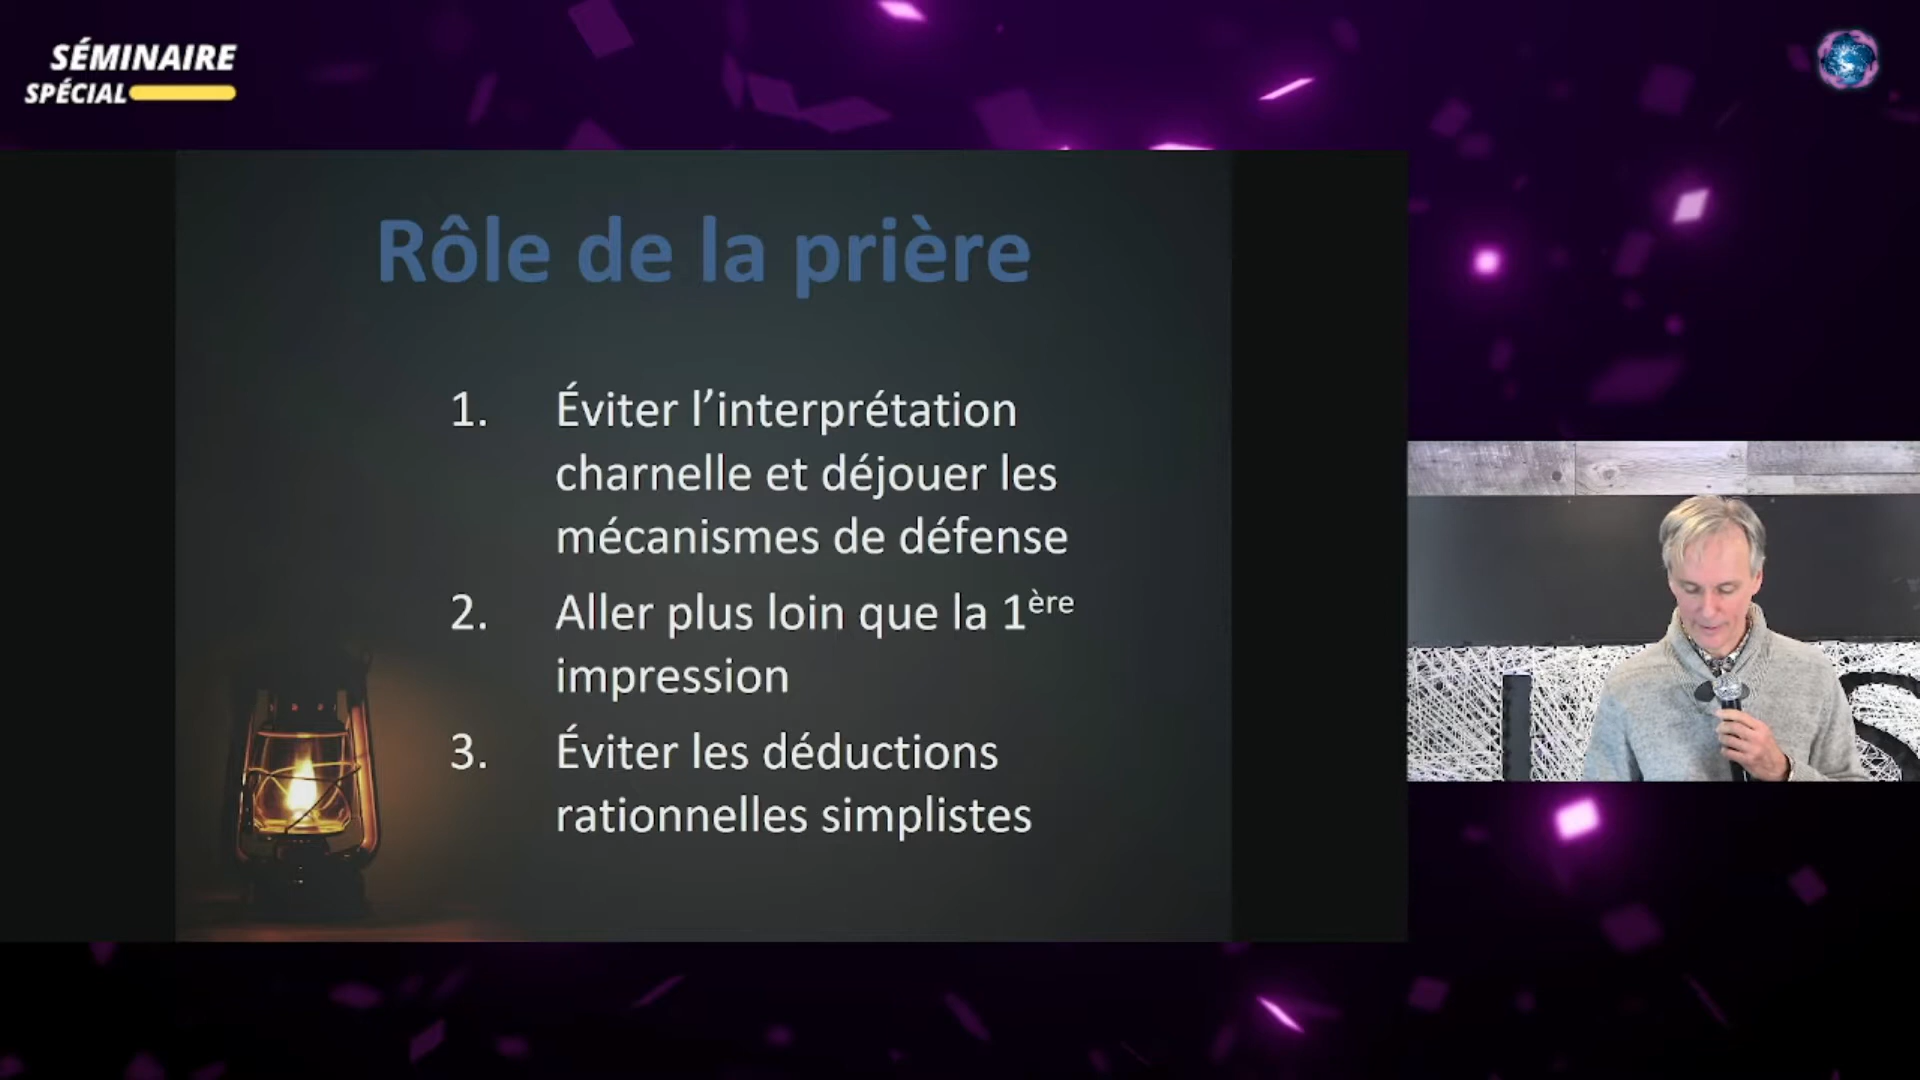 SÉMINAIRE
SPÉCIAL
Rôle de la prière
1. Éviter l’interprétation
charnelle et déjouer les
mécanismes de défense
2. Aller plus loin que la 1ère
impression
3. Éviter les déductions
rationnelles simplistes